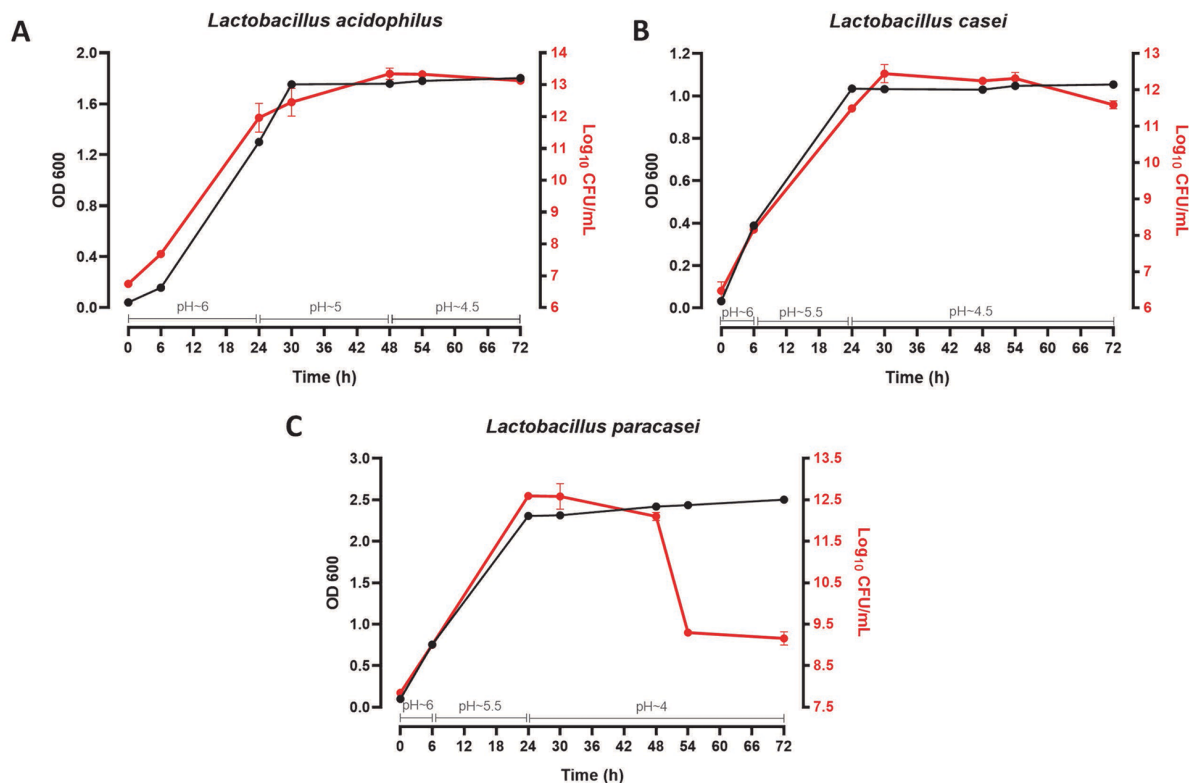 A
Lactobacillus acidophilus
OD 600
2.0
1.6
1.2
0.8
0.4
0.0
14
13
12
11
10
9
8
7
6
Log₁₀ CFU/mL
pH~6 pH~5 pH~4.5
0 6 12 18 24 30 36 42 48 54 60 66 72
Time (h)
B
Lactobacillus casei
OD 600
1.2
1.0
0.8
0.6
0.4
0.2
0.0
13
12
11
10
9
8
7
6
Log₁₀ CFU/mL
pH~6 pH~5.5 pH~4.5
0 6 12 18 24 30 36 42 48 54 60 66 72
Time (h)
C
Lactobacillus paracasei
OD 600
3.0
2.5
2.0
1.5
1.0
0.5
0.0
13.5
12.5
11.5
10.5
9.5
8.5
7.5
Log₁₀ CFU/mL
pH~6 pH~5.5 pH~4
0 6 12 18 24 30 36 42 48 54 60 66 72
Time (h)